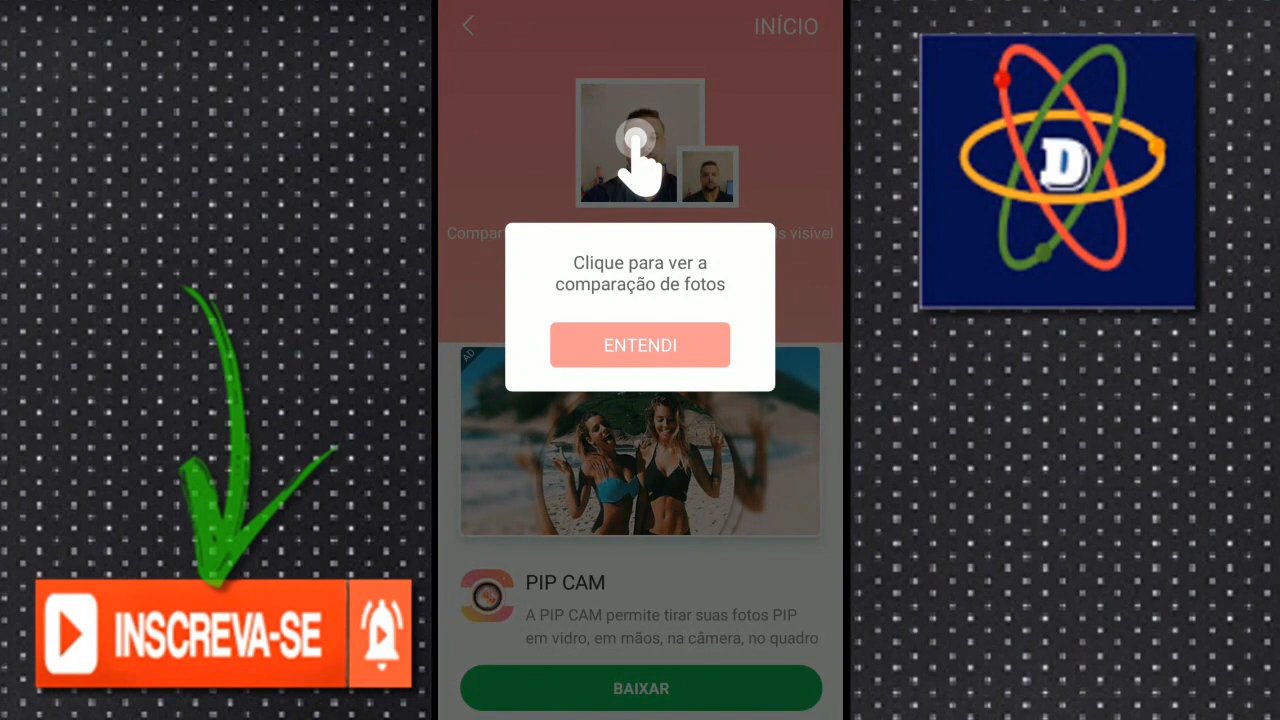 INÍCIO
Compar
s visível
Clique para ver a
comparação de fotos
ENTENDI
AD
PIP CAM
A PIP CAM permite tirar suas fotos PIP
em vidro, em mãos, na câmera, no quadro
BAIXAR
INSCREVA-SE
D